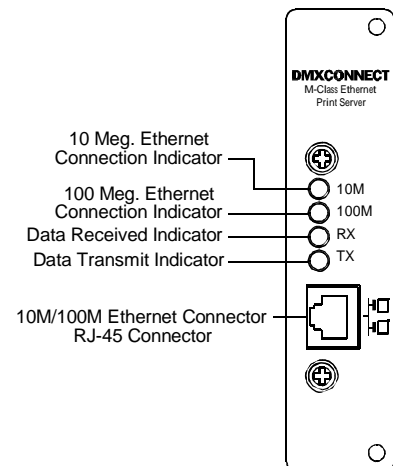 DMXCONNECT
M-Class Ethernet
Print Server
10 Meg. Ethernet
Connection Indicator
10M
100 Meg. Ethernet
Connection Indicator
100M
Data Received Indicator
RX
Data Transmit Indicator
TX
10M/100M Ethernet Connector
RJ-45 Connector